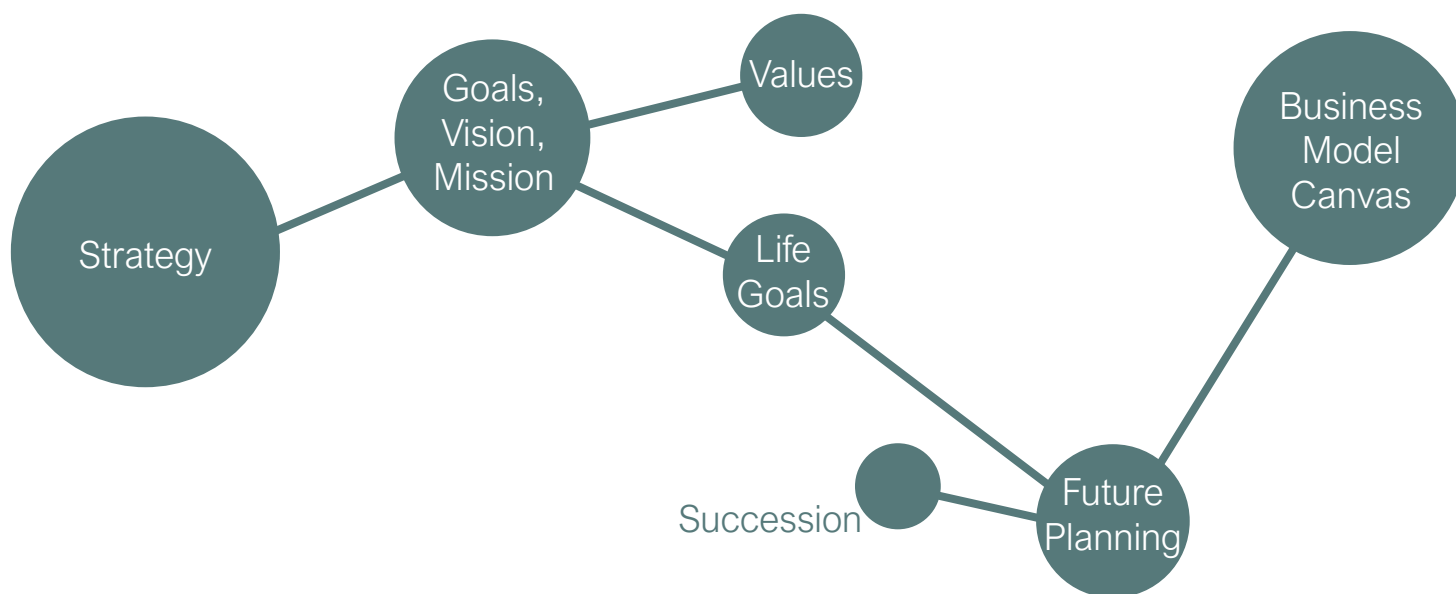 Strategy
Goals,
Vision,
Mission
Values
Life
Goals
Succession
Future
Planning
Business
Model
Canvas